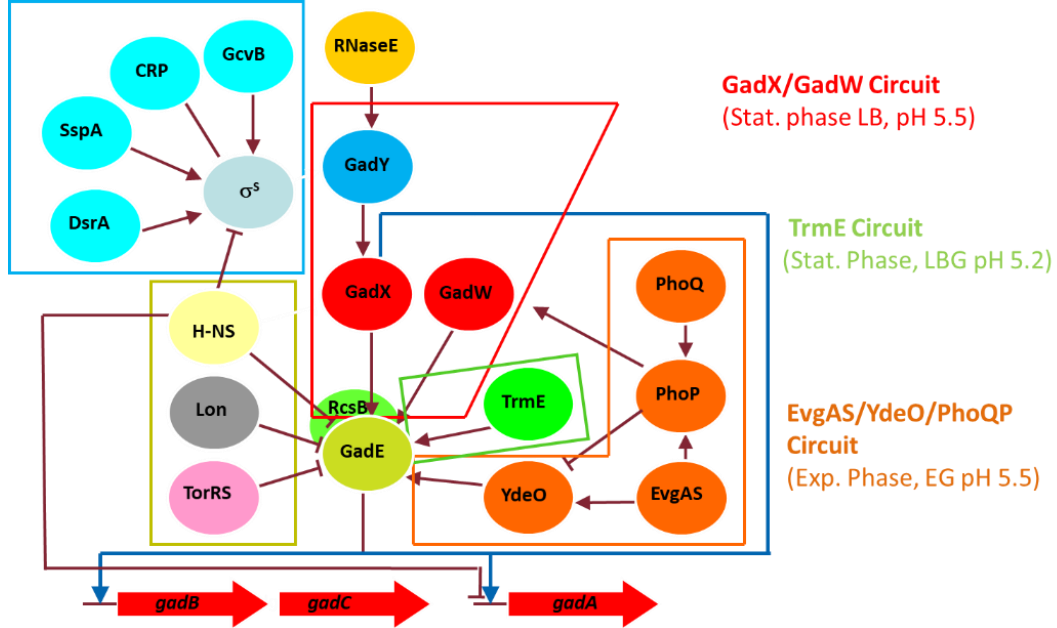 GcvB
RNaseE
CRP
GadX/GadW Circuit
(Stat. phase LB, pH 5.5)
SspA
GadY
σS
DsrA
TrmE Circuit
(Stat. Phase, LBG pH 5.2)
GadX
GadW
PhoQ
H-NS
PhoP
Lon
RcsB
TrmE
EvgAS/YdeO/PhoQP
Circuit
(Exp. Phase, EG pH 5.5)
GadE
TorRS
YdeO
EvgAS
gadB
gadC
gadA